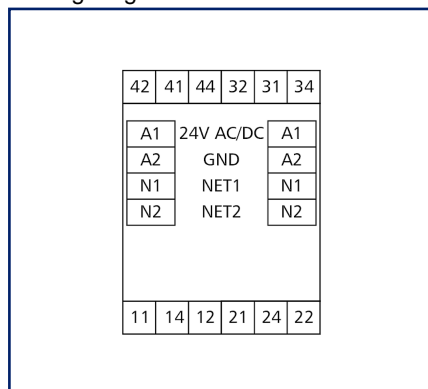 42 41 44 32 31 34
A1 24V AC/DC A1
A2 GND A2
N1 NET1 N1
N2 NET2 N2
11 14 12 21 24 22